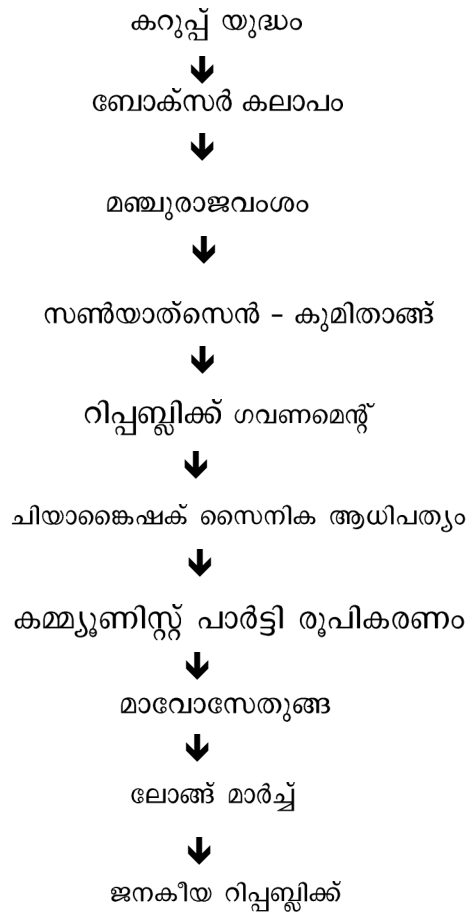 കറുപ്പ് യുദ്ധം
ബോക്സർ കലാപം
മഞ്ചുരാജവംശം
സൺയാത്സെൻ - കുമിതാങ്ങ്
റിപ്പബ്ലിക്ക് ഗവണമെന്റ്
ചിയാങ്കൈഷക് സൈനിക ആധിപത്യം
കമ്മ്യൂണിസ്റ്റ് പാർട്ടി രൂപികരണം
മാവോസേതുങ്ങ
ലോങ്ങ് മാർച്ച്
ജനകീയ റിപ്പബ്ലിക്ക്